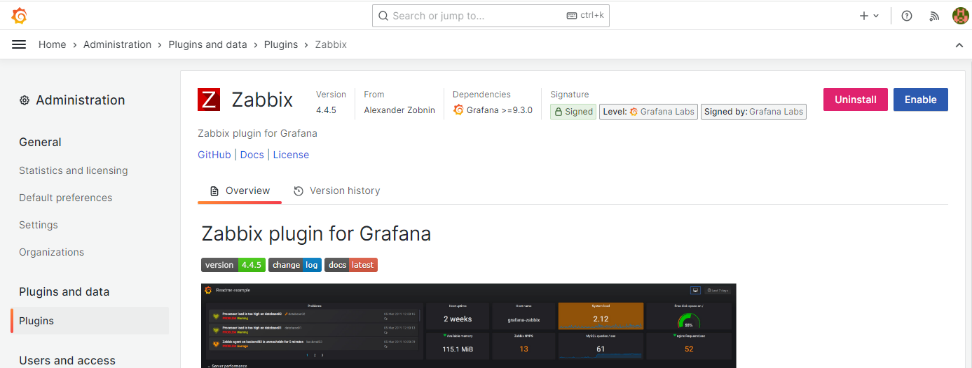 Search or jump to...
ctrl+k
Home › Administration › Plugins and data › Plugins › Zabbix
Administration
General
Statistics and licensing
Default preferences
Settings
Organizations
Plugins and data
Plugins
Users and access
Z
Zabbix
Version
4.4.5
From
Alexander Zobnin
Dependencies
Grafana >=9.3.0
Signature
Signed
Level: Grafana Labs
Signed by: Grafana Labs
Uninstall
Enable
Zabbix plugin for Grafana
GitHub | Docs | License
Overview
Version history
Zabbix plugin for Grafana
version 4.4.5
change log
docs latest
2 weeks
grafana-zabbix
2.12
115.1 MiB
13
61
52
Server performance